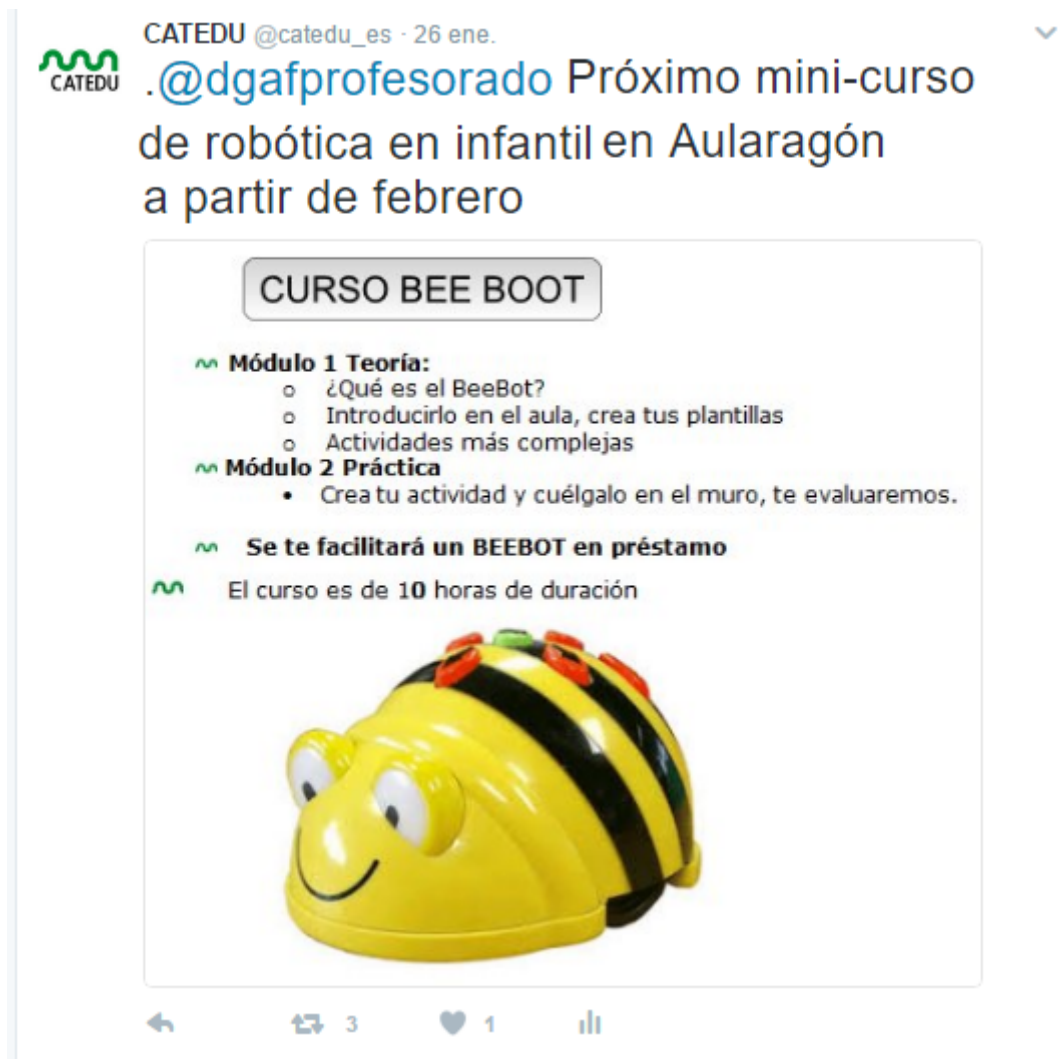 CATEDU @catedu_es · 26 ene.
CATEDU
.@dgafprofesorado Próximo mini-curso
de robótica en infantil en Aularagón
a partir de febrero
CURSO BEE BOOT
Módulo 1 Teoría:
o ¿Qué es el BeeBot?
o Introducirlo en el aula, crea tus plantillas
o Actividades más complejas
Módulo 2 Práctica
• Crea tu actividad y cuélgalo en el muro, te evaluaremos.
Se te facilitará un BEEBOT en préstamo
El curso es de 10 horas de duración
3 1